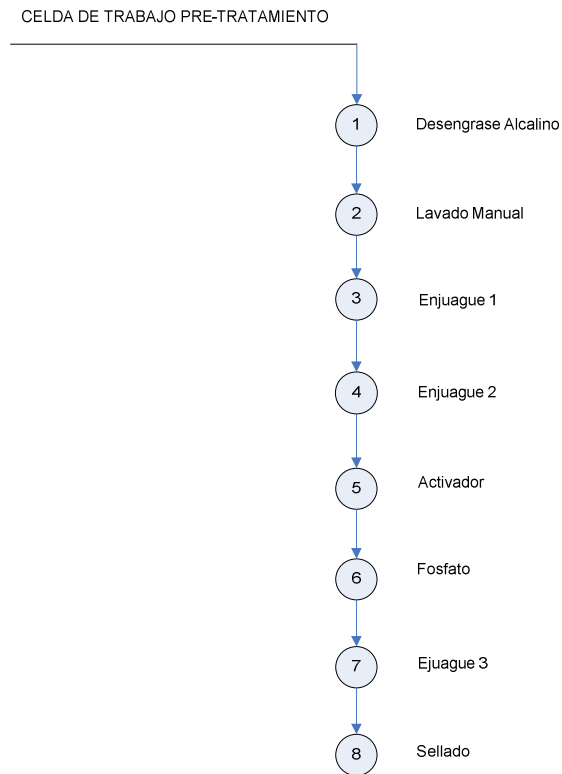 CELDA DE TRABAJO PRE-TRATAMIENTO
1 Desengrase Alcalino
2 Lavado Manual
3 Enjuague 1
4 Enjuague 2
5 Activador
6 Fosfato
7 Ejuague 3
8 Sellado